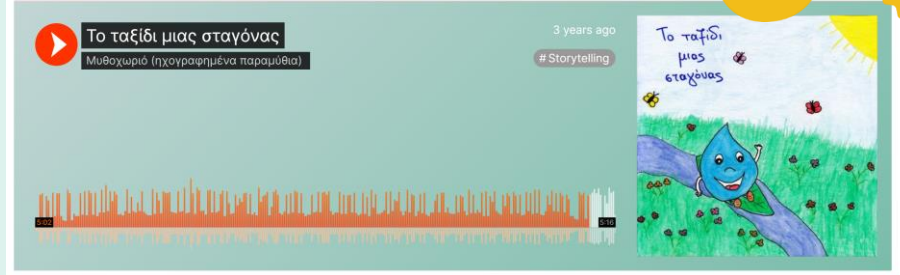 Το ταξίδι μιας σταγόνας
Μυθοχωριό (ηχογραφημένα παραμύθια)
3 years ago
# Storytelling
5:02
5:16
Το ταξίδι
μιας
σταγόνας